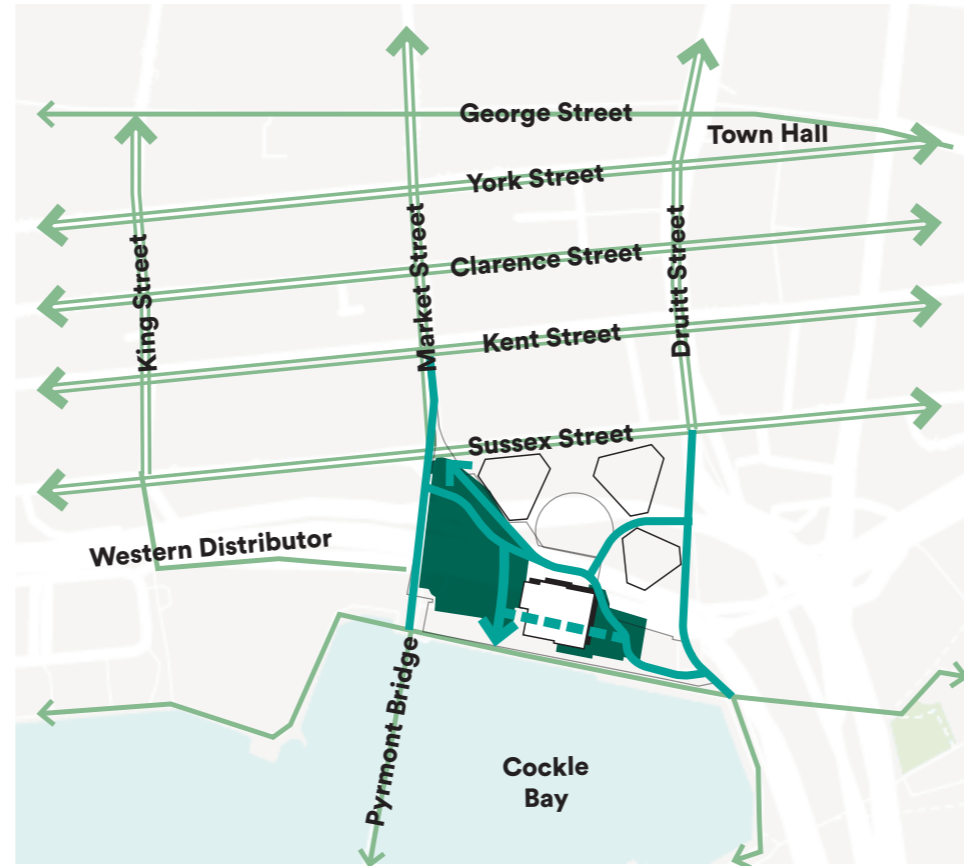 George Street
Town Hall
York Street
King Street
Market Street
Clarence Street
Druitt Street
Kent Street
Sussex Street
Western Distributor
Pyrmont Bridge
Cockle
Bay